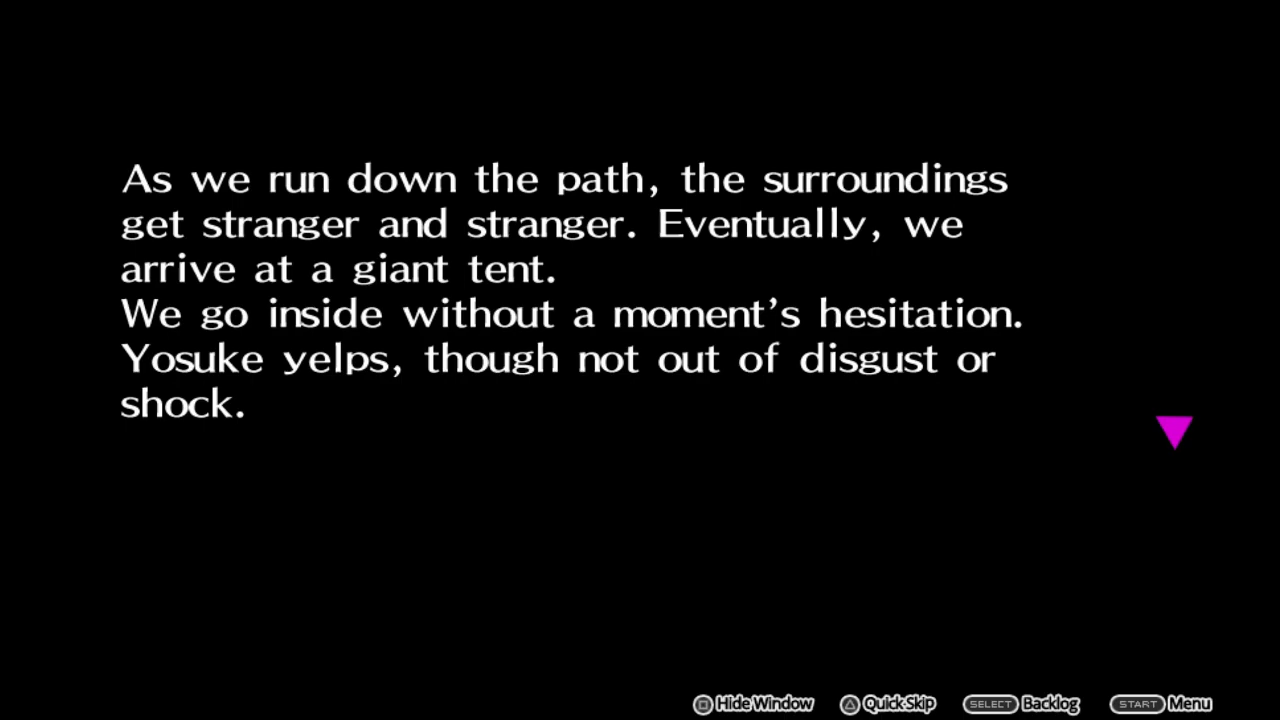 As we run down the path, the surroundings
get stranger and stranger. Eventually, we
arrive at a giant tent.
We go inside without a moment's hesitation.
Yosuke yelps, though not out of disgust or
shock.
Hide Window Quick Skip SELECT Backlog START Menu